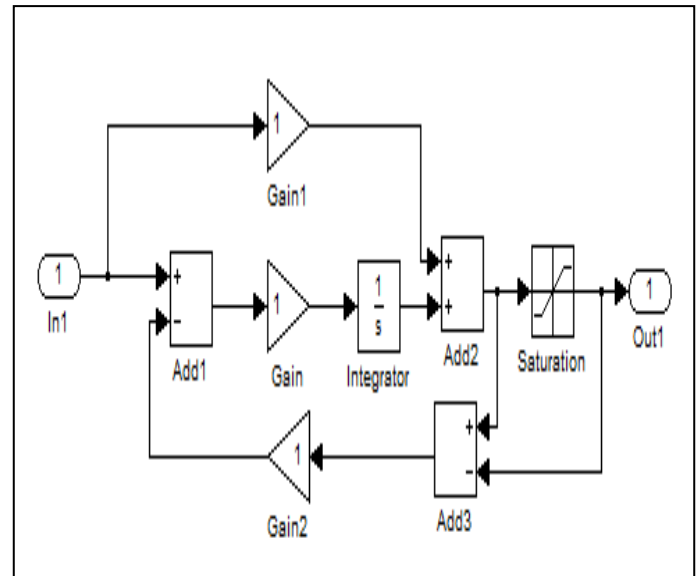 1
Gain1
1
In1
+
−
Add1
1
Gain
1
s
Integrator
+
+
Add2
Saturation
1
Out1
1
Gain2
+
−
Add3